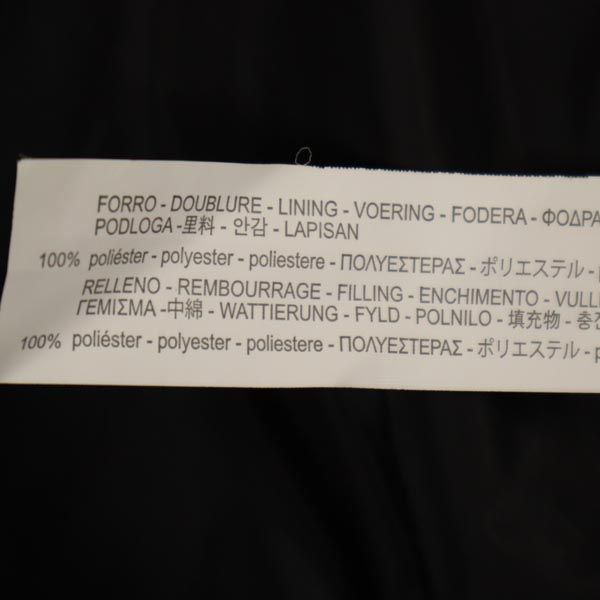 FORRO - DOUBLURE - LINING - VOERING - FODERA - ΦΟΔΡΑ
PODLOGA -里料 - 안감 - LAPISAN
100% poliéster - polyester - poliestere - ΠΟΛΥΕΣΤΕΡΑΣ - ポリエステル -
RELLENO - REMBOURRAGE - FILLING - ENCHIMENTO - VULL
ΓΕΜΙΣΜΑ -中綿 - WATTIERUNG - FYLD - POLNILO - 填充物 -
100% poliéster - polyester - poliestere - ΠΟΛΥΕΣΤΕΡΑΣ - ポリエステル - p